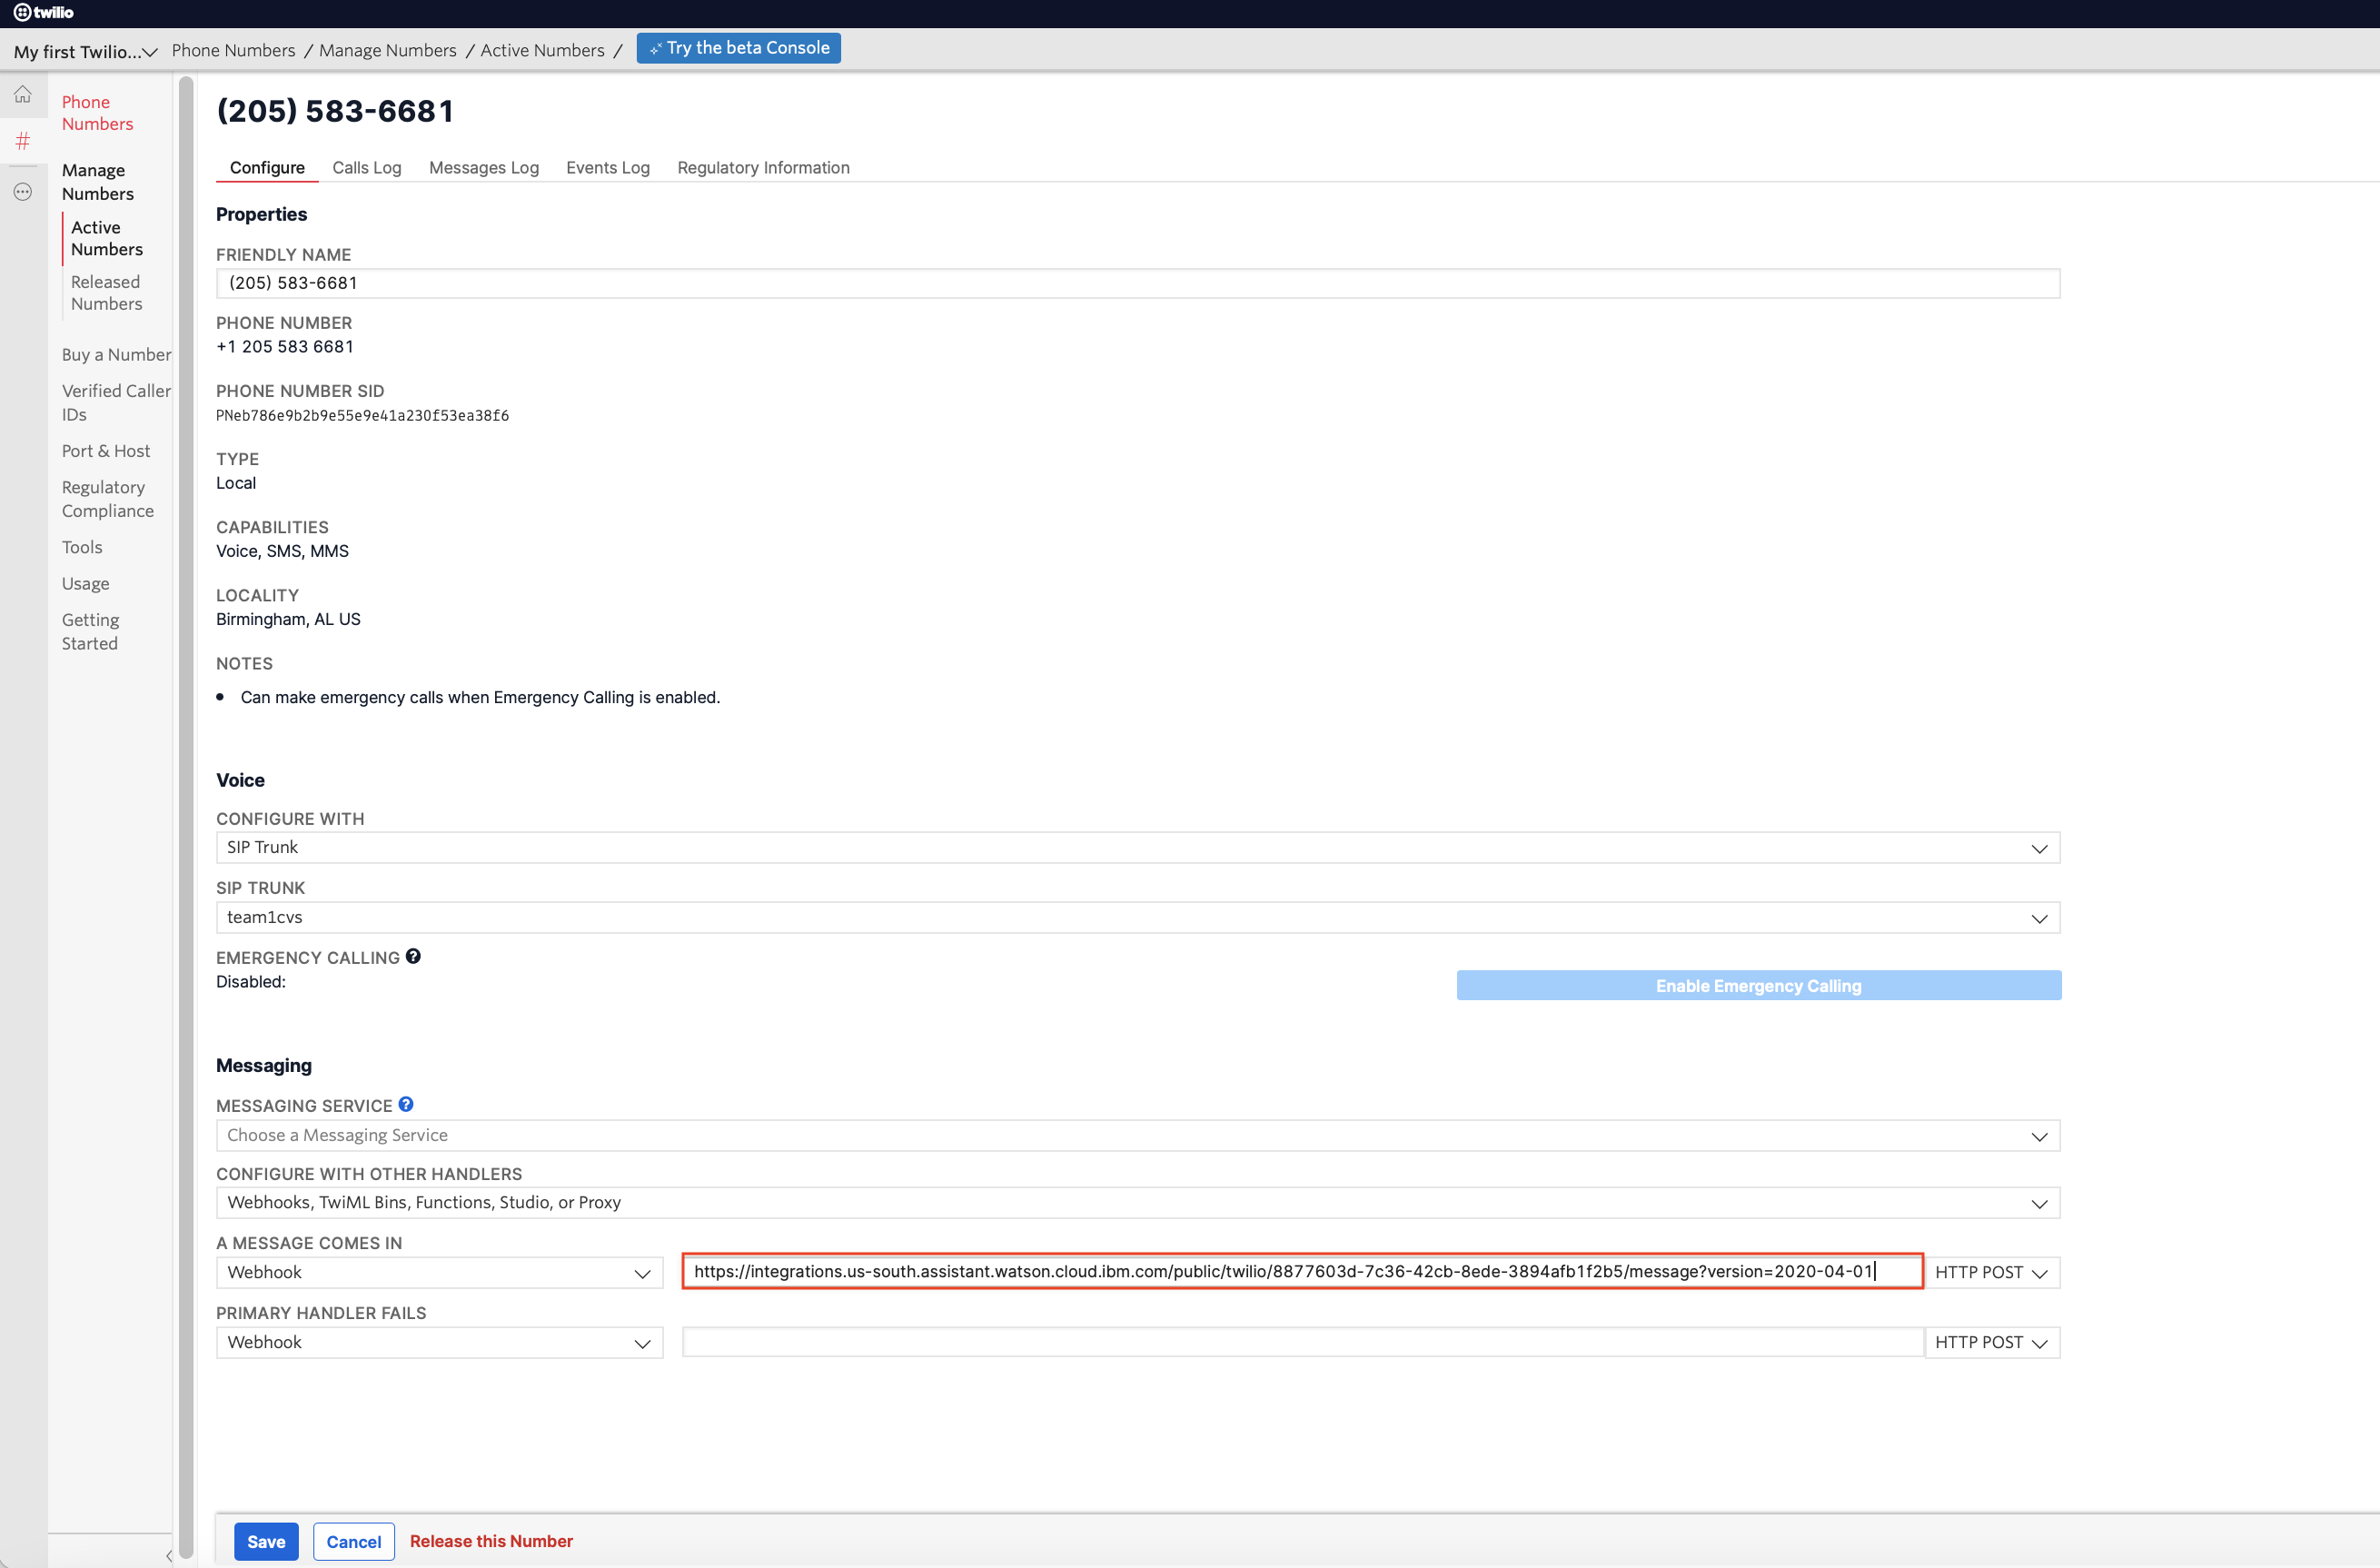 twilio
My first Twilio... Phone Numbers / Manage Numbers / Active Numbers / Try the beta Console
Phone
Numbers
Manage
Numbers
Active
Numbers
Released
Numbers
Buy a Number
Verified Caller
IDs
Port & Host
Regulatory
Compliance
Tools
Usage
Getting
Started
(205) 583-6681
Configure Calls Log Messages Log Events Log Regulatory Information
Properties
FRIENDLY NAME
(205) 583-6681
PHONE NUMBER
+1 205 583 6681
PHONE NUMBER SID
PNeb786e9b2b9e55e9e41a230f53ea38f6
TYPE
Local
CAPABILITIES
Voice, SMS, MMS
LOCALITY
Birmingham, AL US
NOTES
• Can make emergency calls when Emergency Calling is enabled.
Voice
CONFIGURE WITH
SIP Trunk
SIP TRUNK
team1cvs
EMERGENCY CALLING ?
Disabled:
Enable Emergency Calling
Messaging
MESSAGING SERVICE ?
Choose a Messaging Service
CONFIGURE WITH OTHER HANDLERS
Webhooks, TwiML Bins, Functions, Studio, or Proxy
A MESSAGE COMES IN
Webhook https://integrations.us-south.assistant.watson.cloud.ibm.com/public/twilio/8877603d-7c36-42cb-8ede-3894afb1f2b5/message?version=2020-04-01 HTTP POST
PRIMARY HANDLER FAILS
Webhook HTTP POST
Save Cancel Release this Number